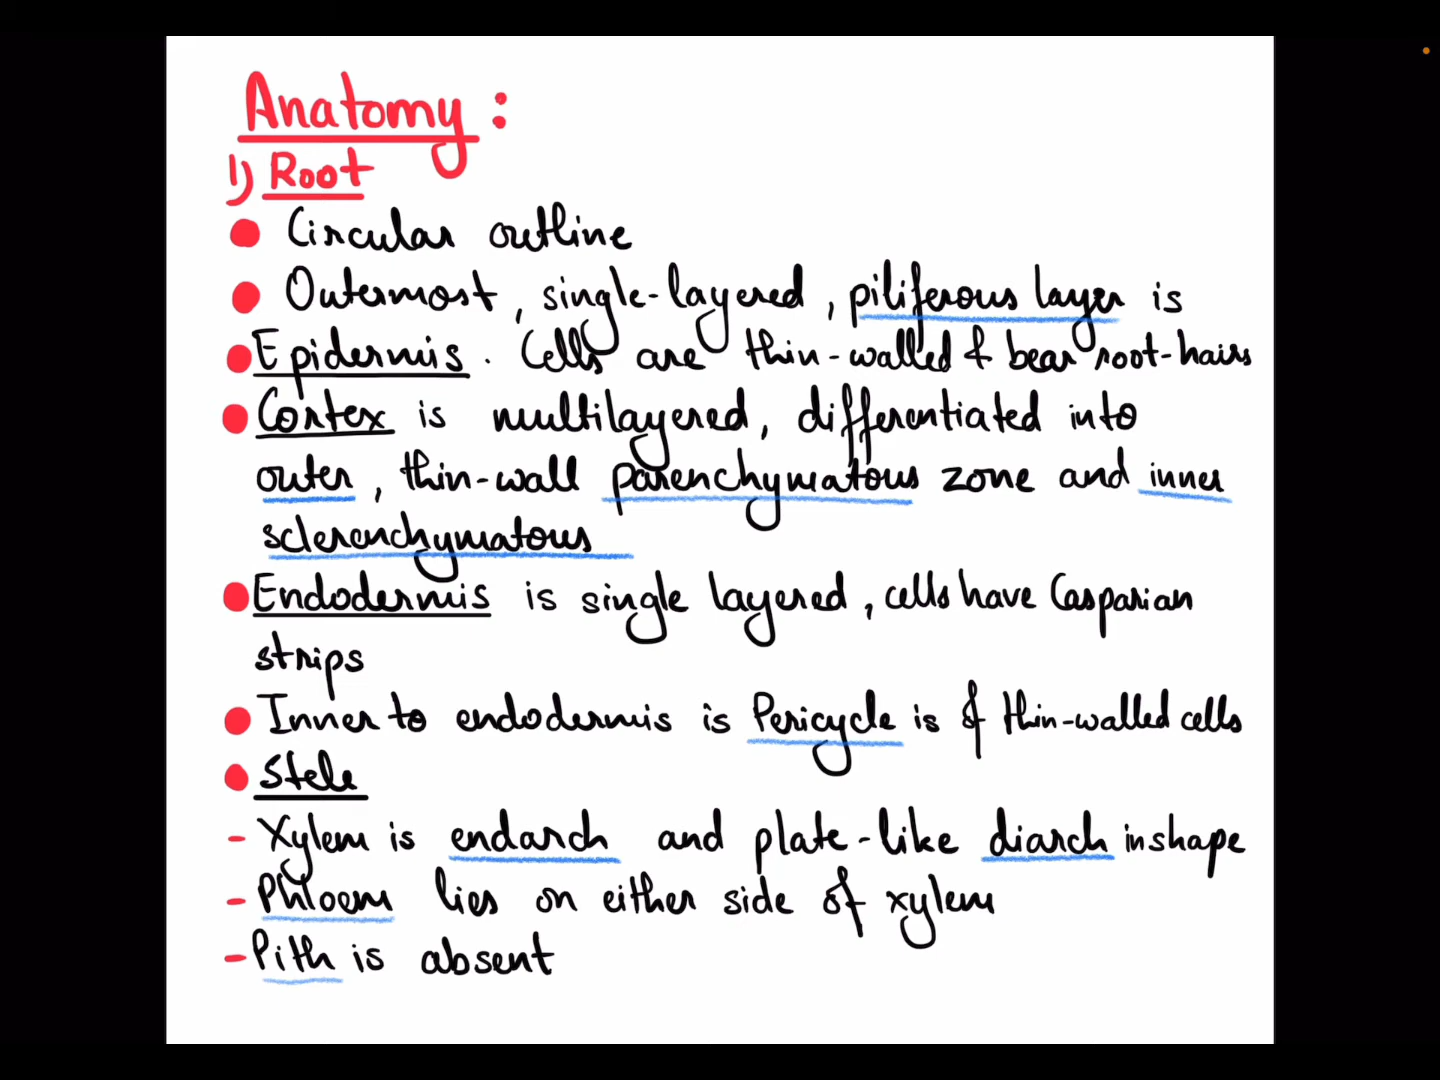 Anatomy :
1) Root
Circular outline
Outermost, single-layered, piliferous layer is
Epidermis. Cells are thin-walled & bear root-hairs
Cortex is multilayered, differentiated into
outer, thin-wall parenchymatous zone and inner
sclerenchymatous
Endodermis is single layered, cells have Casparian
strips
Inner to endodermis is Pericycle is of thin-walled cells
Stele
- Xylem is endarch and plate-like diarch in shape
- Phloem lies on either side of xylem
- Pith is absent